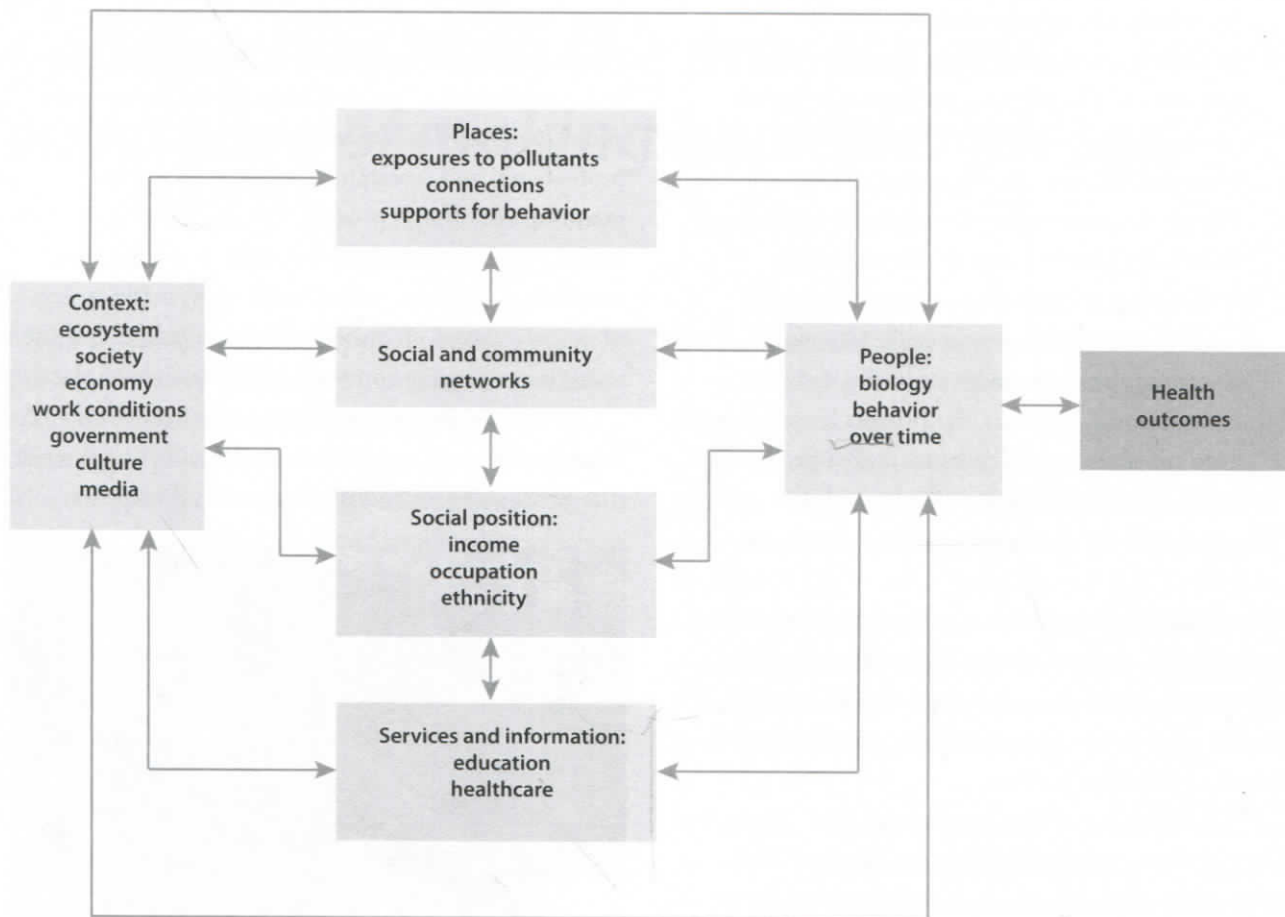 Places:
exposures to pollutants
connections
supports for behavior
Context:
ecosystem
society
economy
work conditions
government
culture
media
Social and community
networks
People:
biology
behavior
over time
Health
outcomes
Social position:
income
occupation
ethnicity
Services and information:
education
healthcare